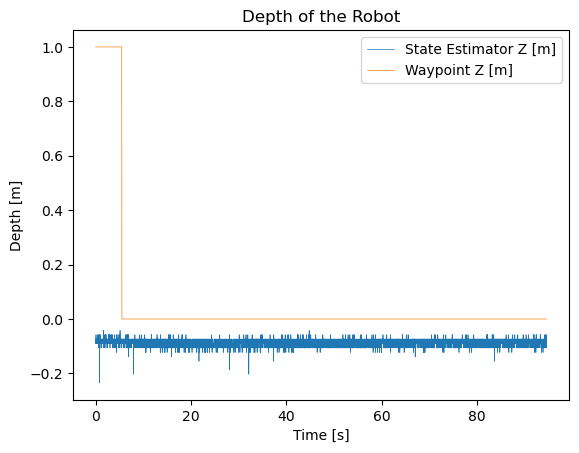 Depth of the Robot
State Estimator Z [m]
Waypoint Z [m]
Depth [m]
1.0
0.8
0.6
0.4
0.2
0.0
−0.2
0
20
40
60
80
Time [s]